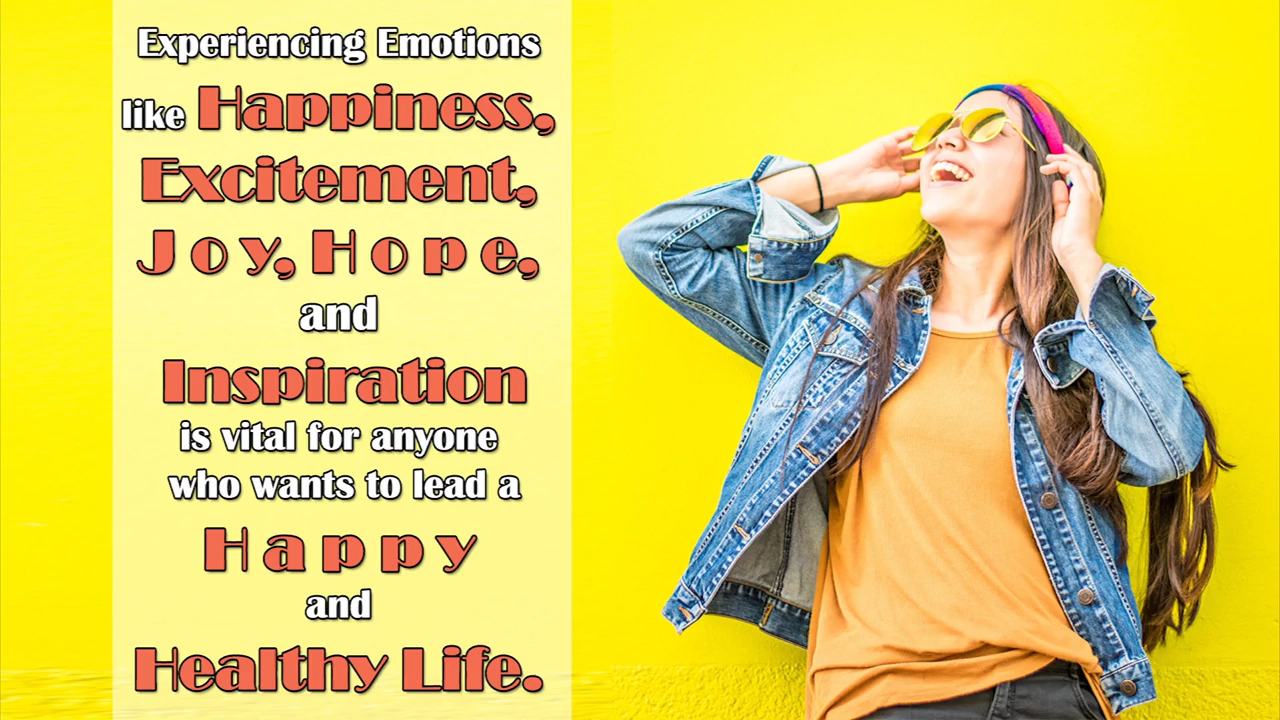 Experiencing Emotions
like Happiness,
Excitement,
Joy, Hope,
and
Inspiration
is vital for anyone
who wants to lead a
Happy
and
Healthy Life.